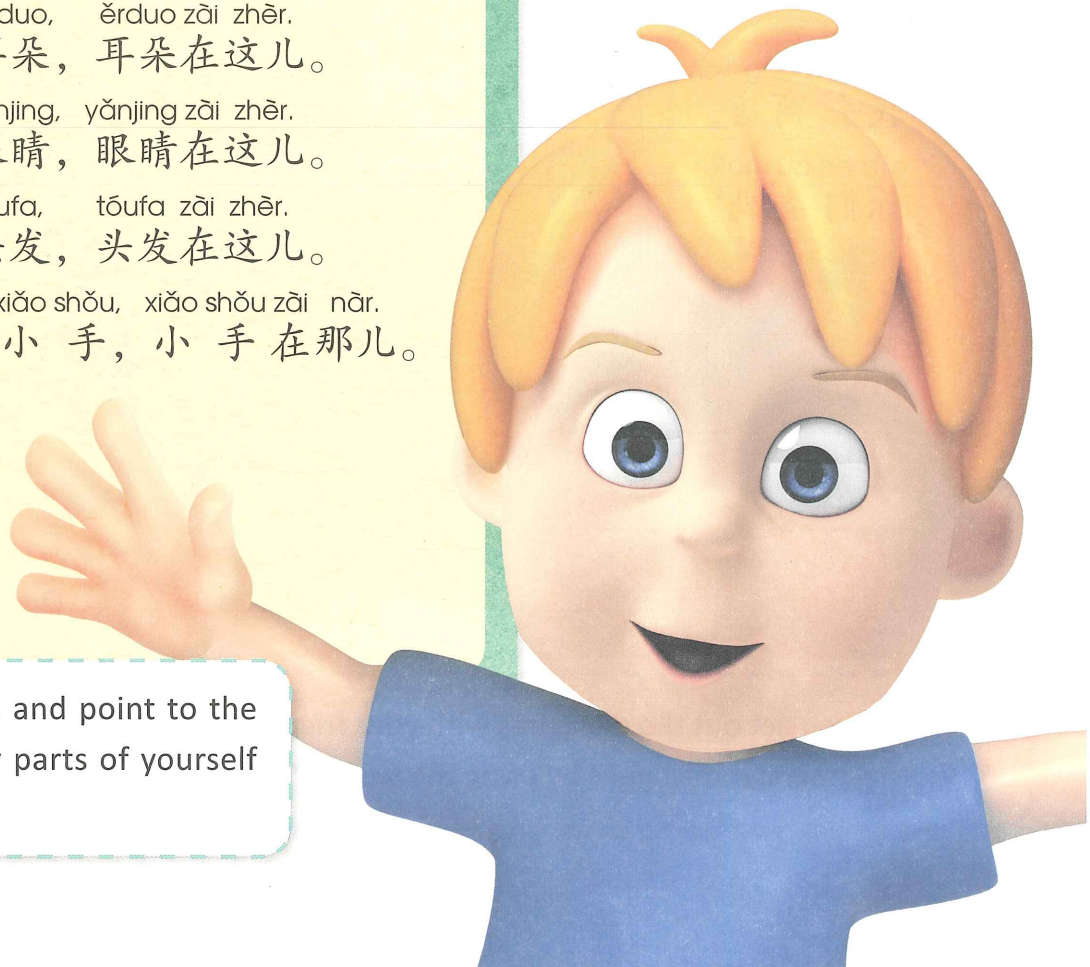 duo, ěrduo zài zhèr.
朵，耳朵在这儿。
njing, yǎnjing zài zhèr.
睛，眼睛在这儿。
ufa, tóufa zài zhèr.
发，头发在这儿。
xiǎo shǒu, xiǎo shǒu zài nàr.
小 手，小 手 在那儿。
and point to the
parts of yourself